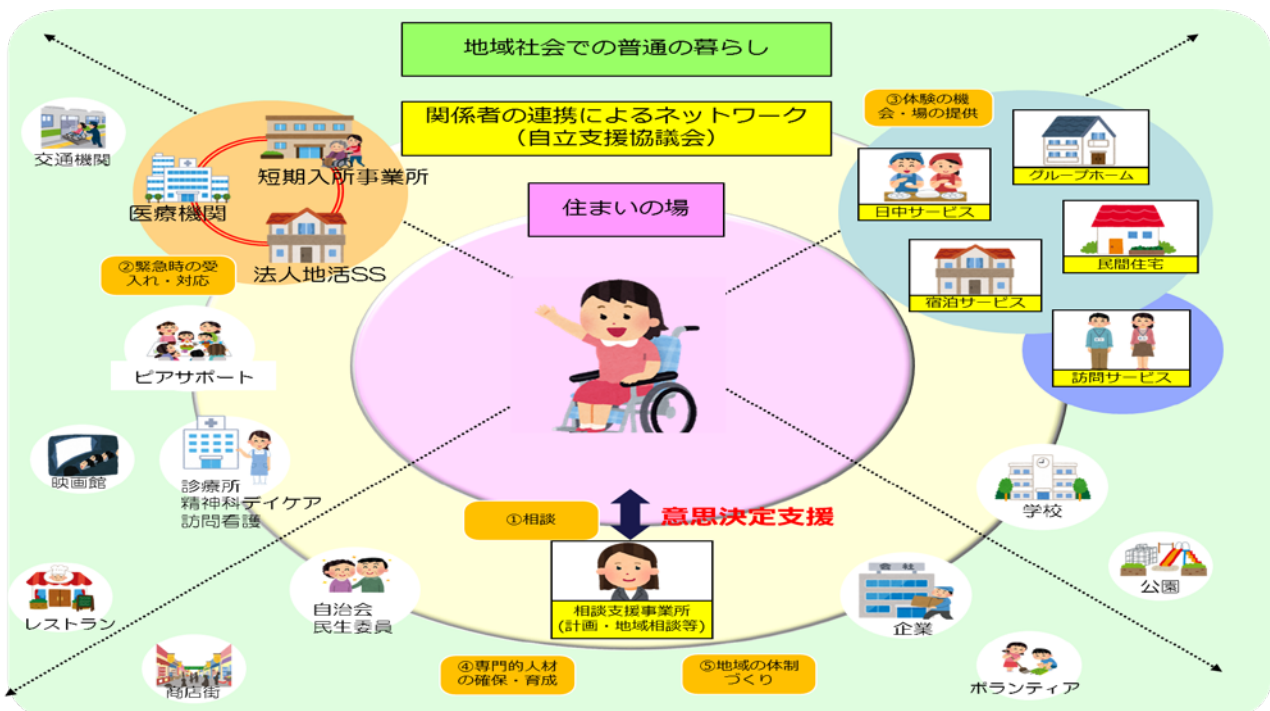 地域社会での普通の暮らし
関係者の連携によるネットワーク
(自立支援協議会)
住まいの場
交通機関
医療機関
短期入所事業所
法人地活SS
②緊急時の受
入れ・対応
③体験の機
会・場の提供
グループホーム
日中サービス
民間住宅
宿泊サービス
訪問サービス
ピアサポート
映画館
診療所
精神科デイケア
訪問看護
①相談
意思決定支援
相談支援事業所
(計画・地域相談等)
学校
公園
レストラン
自治会
民生委員
会社
企業
商店街
④専門的人材
の確保・育成
⑤地域の体制
づくり
ボランティア